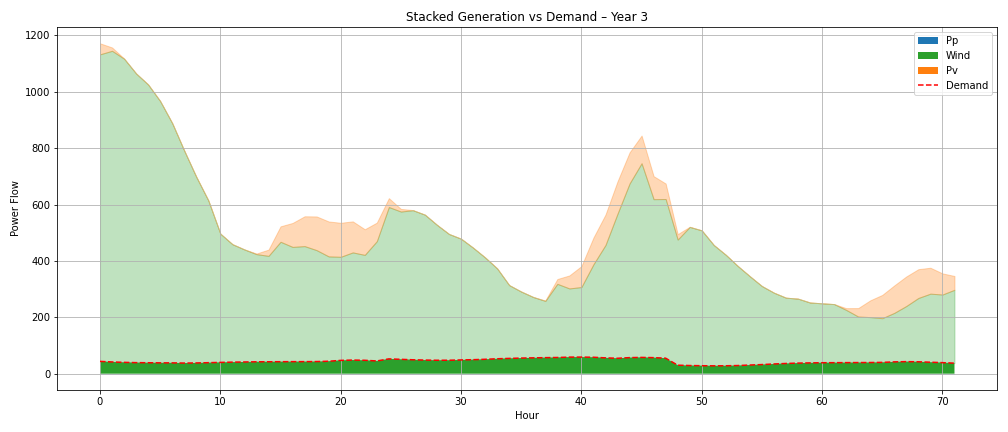 Stacked Generation vs Demand – Year 3
1200
1000
800
600
400
200
0
Power Flow
0 10 20 30 40 50 60 70
Hour
Pp
Wind
Pv
Demand